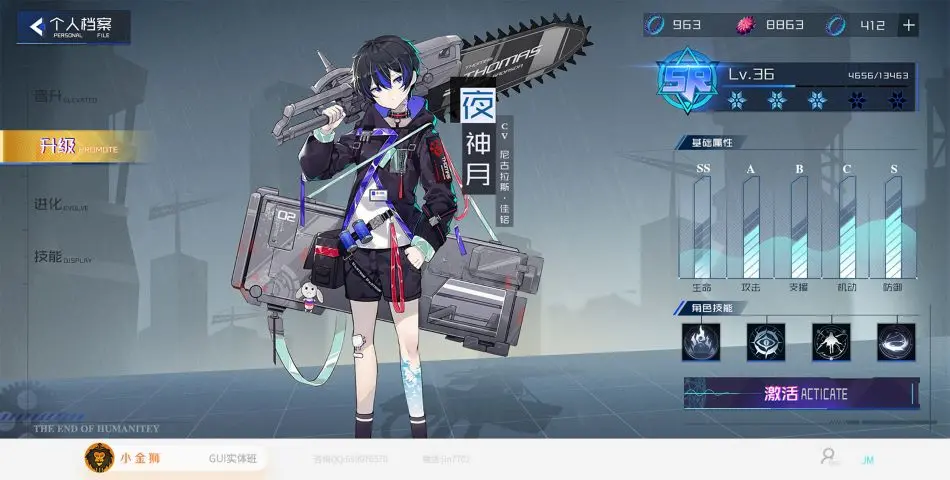 个人档案
PERSONAL FILE
963
8863
412
晋升 ELEVARTED
升级 PROMOTE
进化 EVOLVE
技能 DISPLAY
THOMAS
THOMAS
02
夜神月
CV 尼古拉斯·佳铭
SR
Lv.36
4656/13463
基础属性
SS A B C S
生命 攻击 支援 机动 防御
角色技能
激活 ACTICATE
THE END OF HUMANITEY
小金狮
GUI实体班
JM